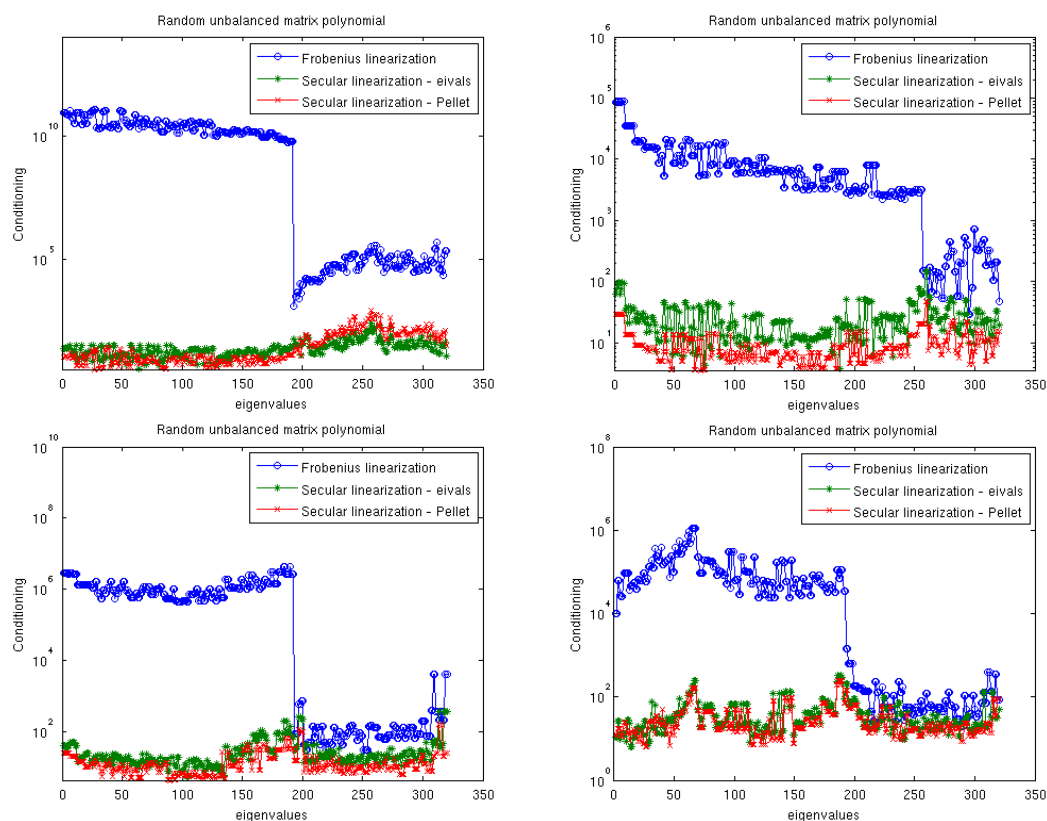 Random unbalanced matrix polynomial
Frobenius linearization
Secular linearization - eivals
Secular linearization - Pellet
10^10
10^5
Conditioning
0 50 100 150 200 250 300 350
eigenvalues
Random unbalanced matrix polynomial
Frobenius linearization
Secular linearization - eivals
Secular linearization - Pellet
10^6
10^5
10^4
10^3
10^2
10^1
Conditioning
0 50 100 150 200 250 300 350
eigenvalues
Random unbalanced matrix polynomial
Frobenius linearization
Secular linearization - eivals
Secular linearization - Pellet
10^10
10^8
10^6
10^4
10^2
Conditioning
0 50 100 150 200 250 300 350
eigenvalues
Random unbalanced matrix polynomial
Frobenius linearization
Secular linearization - eivals
Secular linearization - Pellet
10^8
10^6
10^4
10^2
10^0
Conditioning
0 50 100 150 200 250 300 350
eigenvalues